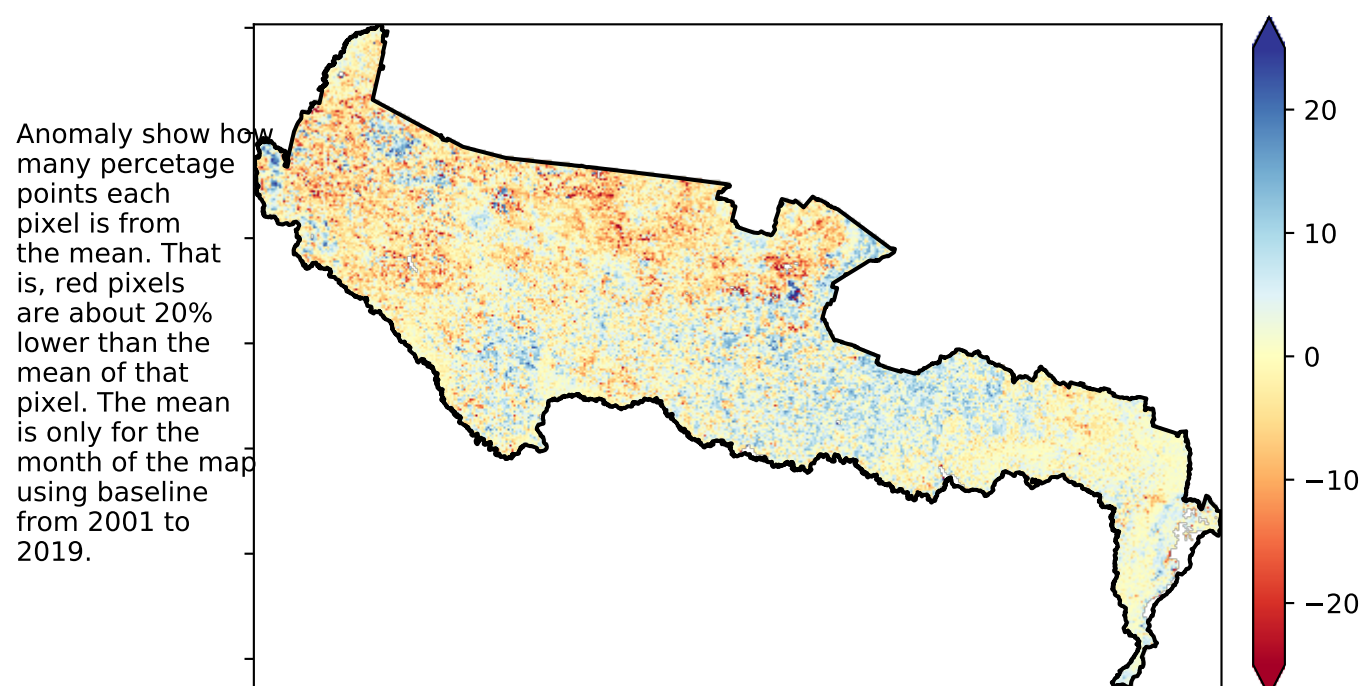 Anomaly show how
many percetage
points each
pixel is from
the mean. That
is, red pixels
are about 20%
lower than the
mean of that
pixel. The mean
is only for the
month of the map
using baseline
from 2001 to
2019.
20
10
0
−10
−20